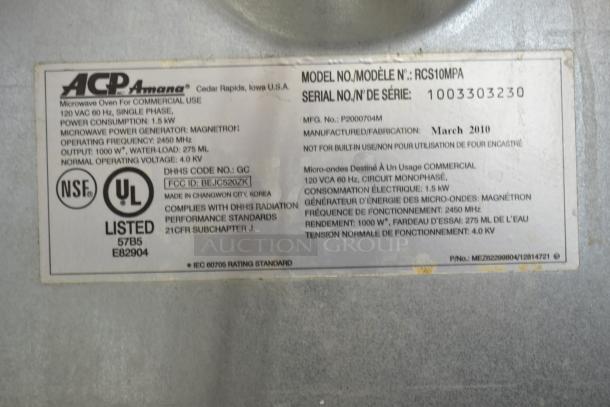 ACP Amana® Cedar Rapids, Iowa U.S.A.
Microwave Oven For COMMERCIAL USE
120 VAC 60 Hz, SINGLE PHASE,
POWER CONSUMPTION: 1.5 kW
MICROWAVE POWER GENERATOR: MAGNETRON
OPERATING FREQUENCY: 2450 MHz
OUTPUT: 1000 W*, WATER-LOAD: 275 ML
NORMAL OPERATING VOLTAGE: 4.0 KV
NSF®
UL®
LISTED
57B5
E82904
DHHS CODE NO.: GC
FCC ID: BEJC520ZK
MADE IN CHANGWON CITY, KOREA
COMPLIES WITH DHHS RADIATION
PERFORMANCE STANDARDS
21CFR SUBCHAPTER J.
* IEC 60705 RATING STANDARD
MODEL NO./MODÈLE N°.: RCS10MPA
SERIAL NO./N° DE SÉRIE: 1003303230
MFG. No.: P2000704M
MANUFACTURED/FABRICATION: March 2010
NOT FOR BUILT-IN USE/NON POUR UTILISATION DE FOUR ENCASTRÉ
Micro-ondes Destiné À Un Usage COMMERCIAL
120 VCA 60 Hz, CIRCUIT MONOPHASÉ,
CONSOMMATION ÉLECTRIQUE: 1.5 kW
GÉNÉRATEUR D'ÉNERGIE DES MICRO-ONDES: MAGNÉTRON
FRÉQUENCE DE FONCTIONNEMENT: 2450 MHz
RENDEMENT: 1000 W*, FARDEAU D'ESSAI: 275 ML DE L'EAU
TENSION NORMALE DE FONCTIONNEMENT: 4.0 KV
P/No.: MEZ62299804/12814721
AUCTION GROUP